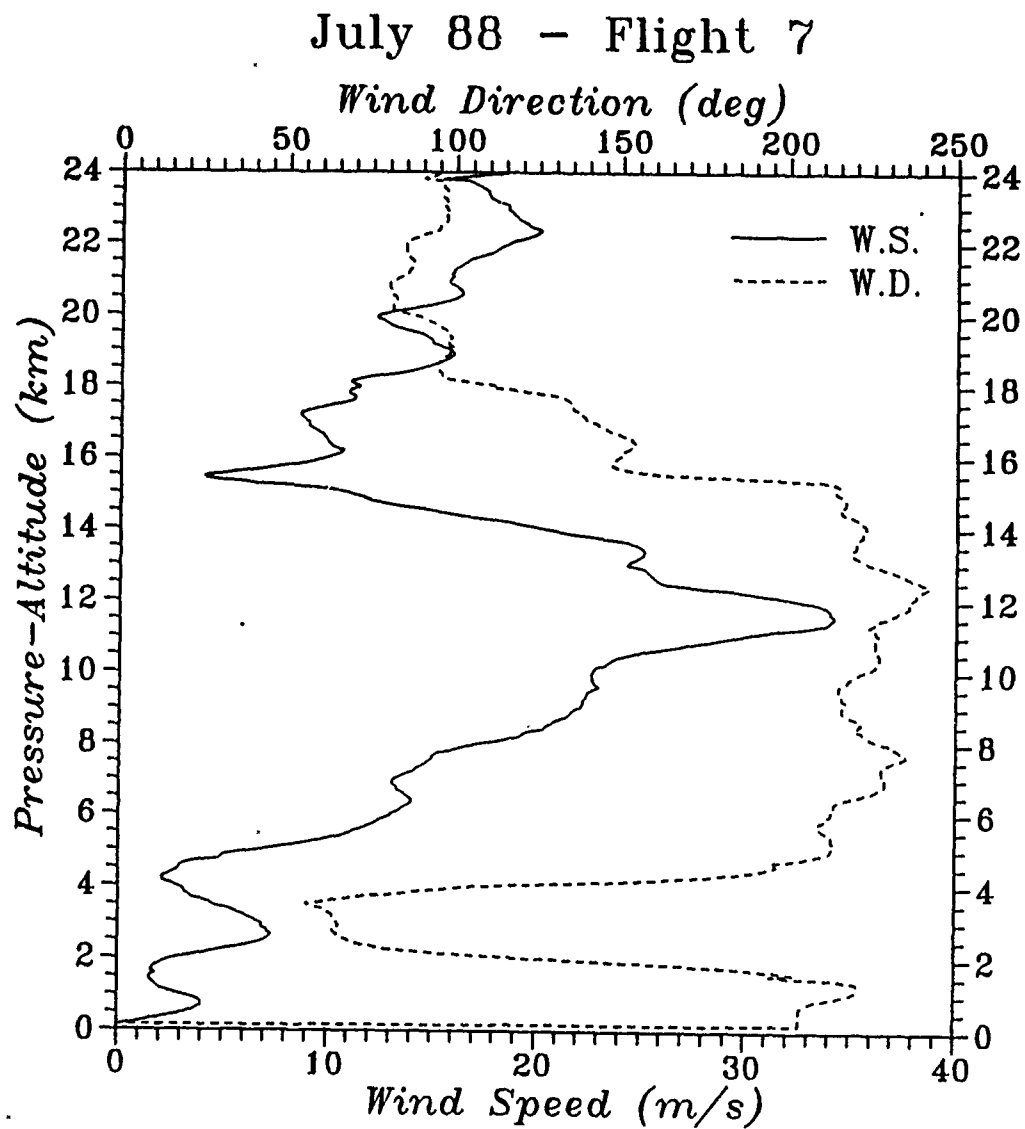 July 88 - Flight 7
Wind Direction (deg)
0 50 100 150 200 250
24 24
22 22
20 20
18 18
16 16
14 14
12 12
10 10
8 8
6 6
4 4
2 2
0 0
W.S.
W.D.
Pressure-Altitude (km)
0 10 20 30 40
Wind Speed (m/s)